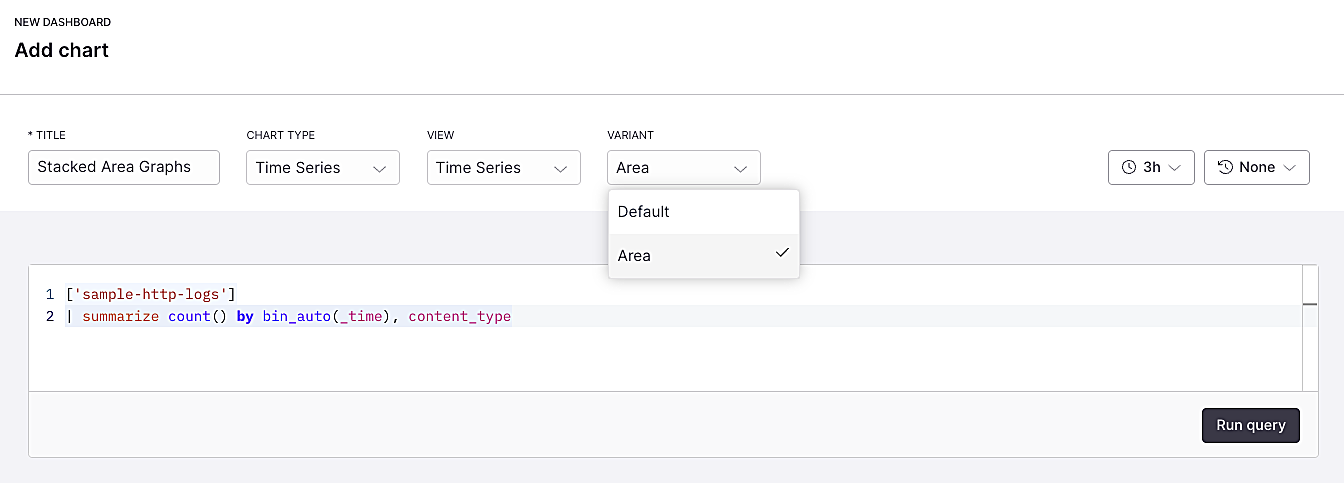 NEW DASHBOARD
Add chart
* TITLE CHART TYPE VIEW VARIANT
Stacked Area Graphs Time Series Time Series Area 3h None
Default
Area
1 ['sample-http-logs']
2 | summarize count() by bin_auto(_time), content_type
Run query